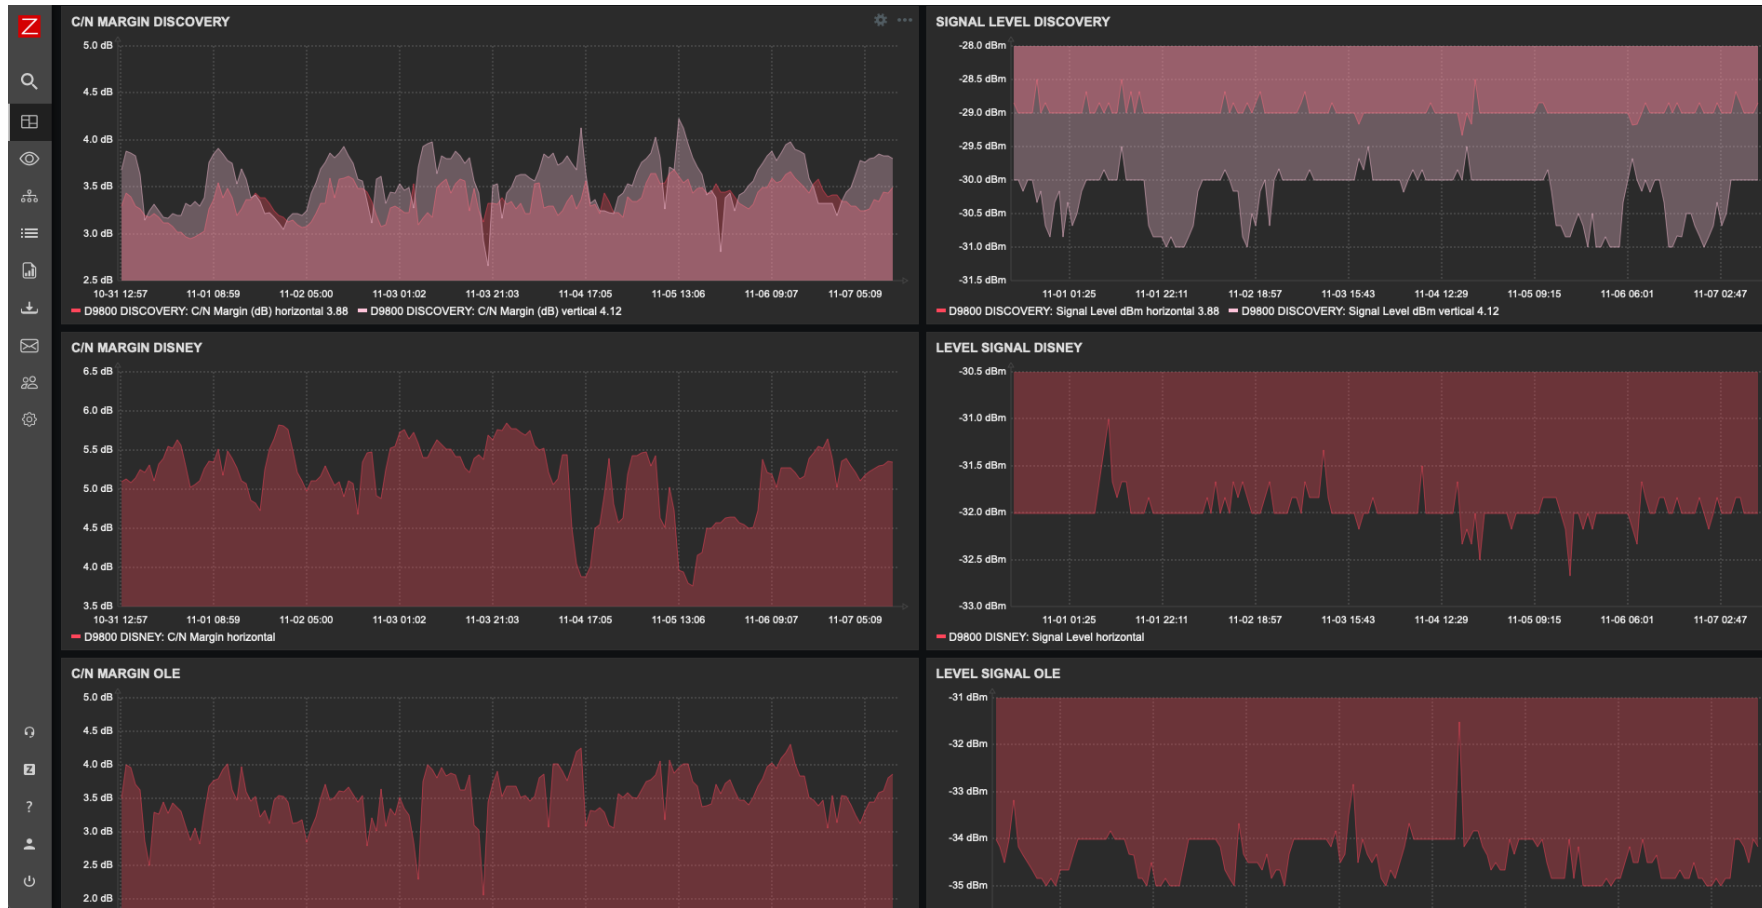 Z
C/N MARGIN DISCOVERY
5.0 dB
4.5 dB
4.0 dB
3.5 dB
3.0 dB
2.5 dB
10-31 12:57 11-01 08:59 11-02 05:00 11-03 01:02 11-03 21:03 11-04 17:05 11-05 13:06 11-06 09:07 11-07 05:09
D9800 DISCOVERY: C/N Margin (dB) horizontal 3.88 D9800 DISCOVERY: C/N Margin (dB) vertical 4.12
SIGNAL LEVEL DISCOVERY
-28.0 dBm
-28.5 dBm
-29.0 dBm
-29.5 dBm
-30.0 dBm
-30.5 dBm
-31.0 dBm
-31.5 dBm
11-01 01:25 11-01 22:11 11-02 18:57 11-03 15:43 11-04 12:29 11-05 09:15 11-06 06:01 11-07 02:47
D9800 DISCOVERY: Signal Level dBm horizontal 3.88 D9800 DISCOVERY: Signal Level dBm vertical 4.12
C/N MARGIN DISNEY
6.5 dB
6.0 dB
5.5 dB
5.0 dB
4.5 dB
4.0 dB
3.5 dB
10-31 12:57 11-01 08:59 11-02 05:00 11-03 01:02 11-03 21:03 11-04 17:05 11-05 13:06 11-06 09:07 11-07 05:09
D9800 DISNEY: C/N Margin horizontal
LEVEL SIGNAL DISNEY
-30.5 dBm
-31.0 dBm
-31.5 dBm
-32.0 dBm
-32.5 dBm
-33.0 dBm
11-01 01:25 11-01 22:11 11-02 18:57 11-03 15:43 11-04 12:29 11-05 09:15 11-06 06:01 11-07 02:47
D9800 DISNEY: Signal Level horizontal
C/N MARGIN OLE
5.0 dB
4.5 dB
4.0 dB
3.5 dB
3.0 dB
2.5 dB
2.0 dB
LEVEL SIGNAL OLE
-31 dBm
-32 dBm
-33 dBm
-34 dBm
-35 dBm
Z
?